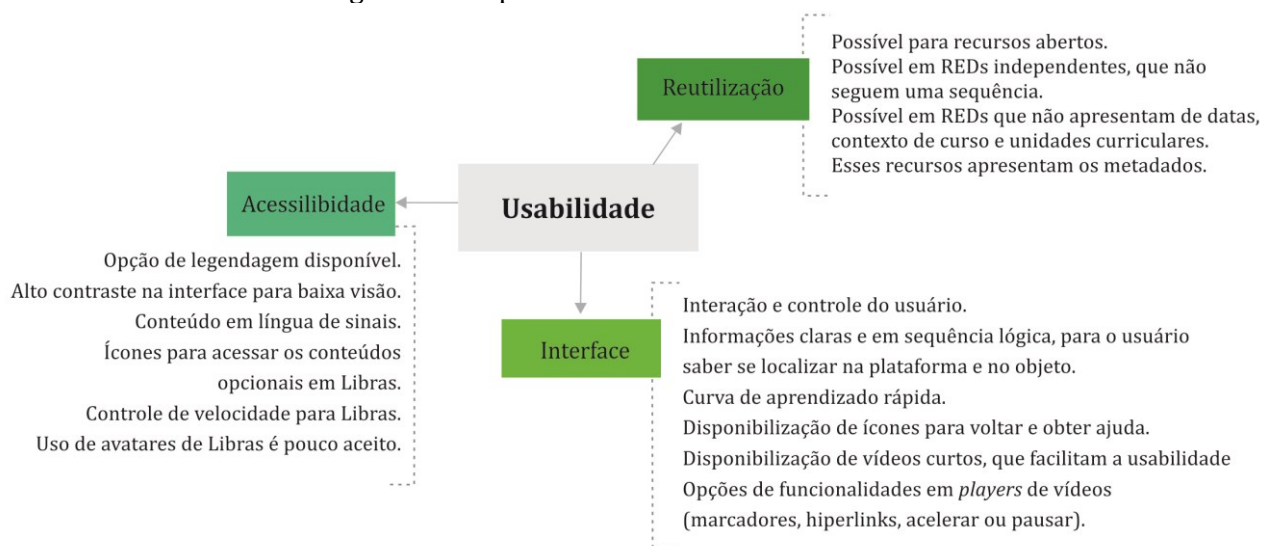 Reutilização
Possível para recursos abertos.
Possível em REDs independentes, que não
seguem uma sequência.
Possível em REDs que não apresentam de datas,
contexto de curso e unidades curriculares.
Esses recursos apresentam os metadados.
Usabilidade
Acessilibidade
Opção de legendagem disponível.
Alto contraste na interface para baixa visão.
Conteúdo em língua de sinais.
Ícones para acessar os conteúdos
opcionais em Libras.
Controle de velocidade para Libras.
Uso de avatares de Libras é pouco aceito.
Interface
Interação e controle do usuário.
Informações claras e em sequência lógica, para o usuário
saber se localizar na plataforma e no objeto.
Curva de aprendizado rápida.
Disponibilização de ícones para voltar e obter ajuda.
Disponibilização de vídeos curtos, que facilitam a usabilidade
Opções de funcionalidades em players de vídeos
(marcadores, hiperlinks, acelerar ou pausar).